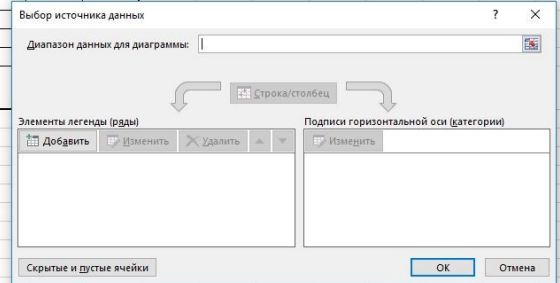 Выбор источника данных ? ×
Диапазон данных для диаграммы:
Строка/столбец
Элементы легенды (ряды)
Подписи горизонтальной оси (категории)
Добавить Изменить Удалить
Изменить
Скрытые и пустые ячейки
ОК
Отмена